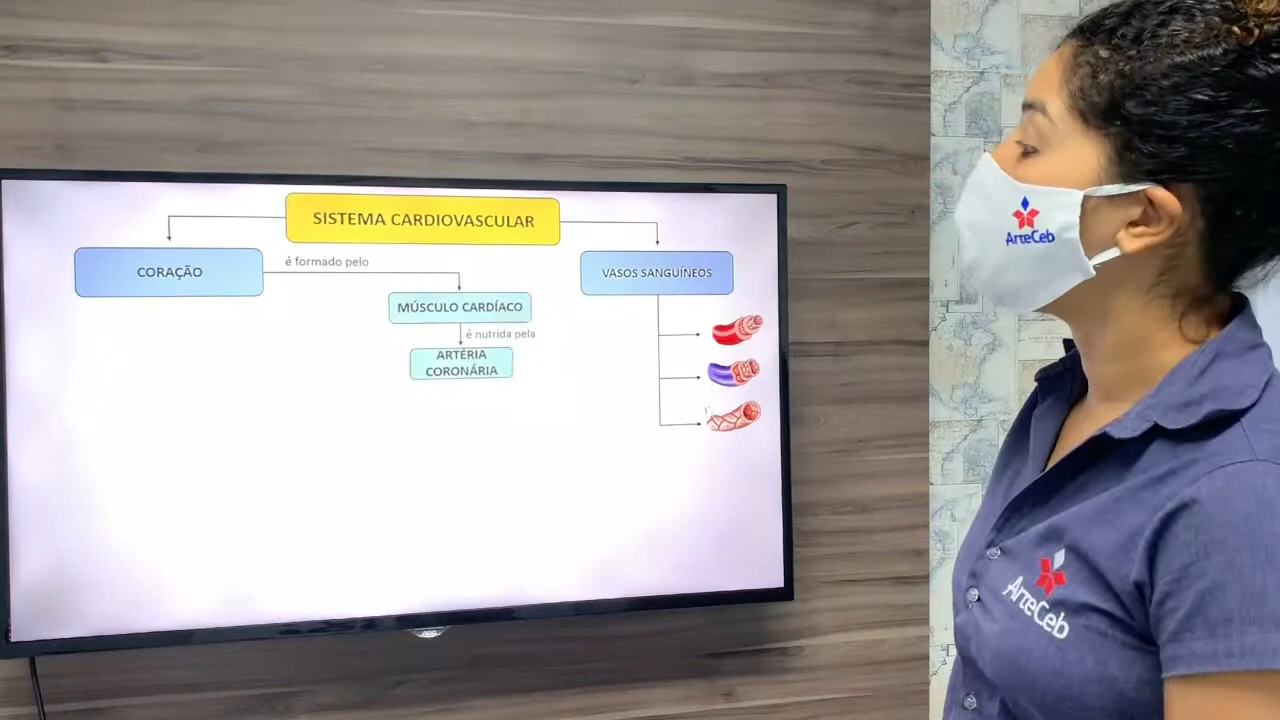 SISTEMA CARDIOVASCULAR
CORAÇÃO
é formado pelo
VASOS SANGUÍNEOS
MÚSCULO CARDÍACO
é nutrida pela
ARTÉRIA
CORONÁRIA
ArteCeb
ArteCeb